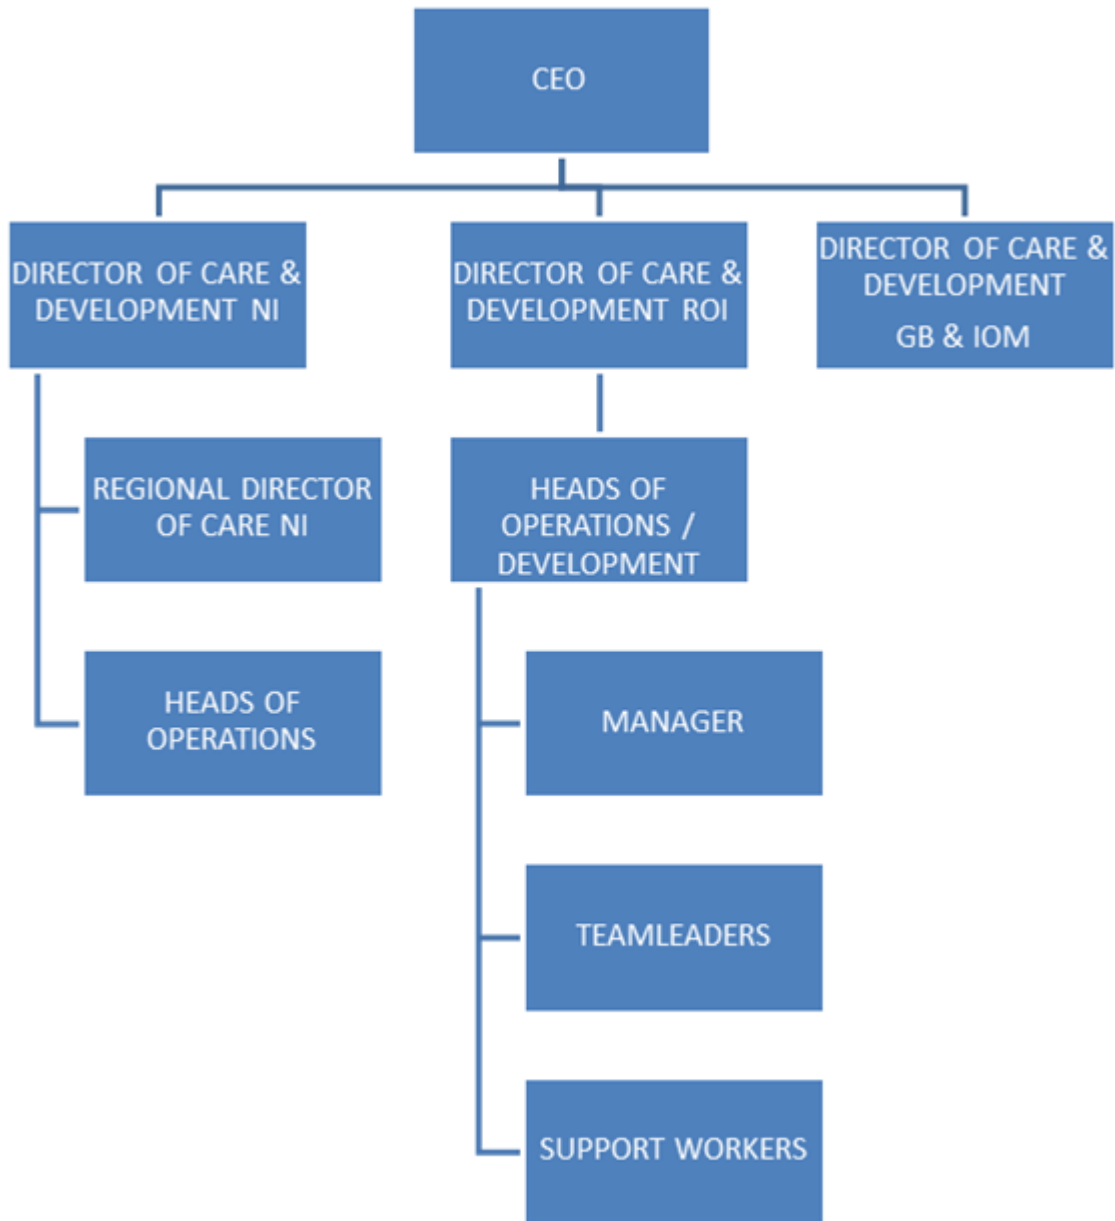 CEO
DIRECTOR OF CARE &
DEVELOPMENT NI
DIRECTOR OF CARE &
DEVELOPMENT ROI
DIRECTOR OF CARE &
DEVELOPMENT
GB & IOM
REGIONAL DIRECTOR
OF CARE NI
HEADS OF
OPERATIONS
HEADS OF
OPERATIONS /
DEVELOPMENT
MANAGER
TEAMLEADERS
SUPPORT WORKERS